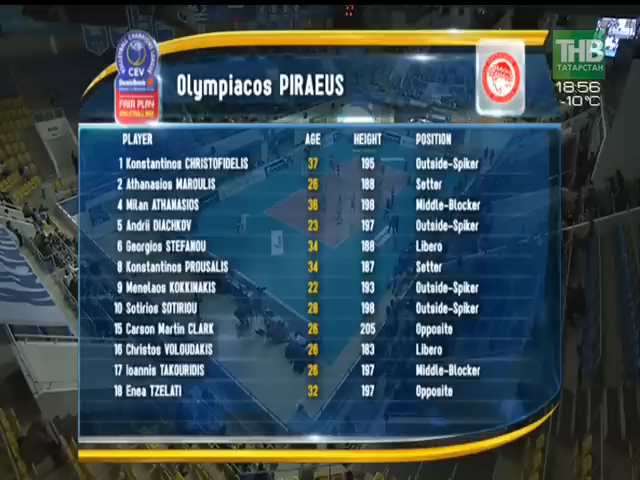 Olympiacos PIRAEUS
CEV
FAIR PLAY
ТНВ
ТАТАРСТАН
18:56
-10°C
PLAYER AGE HEIGHT POSITION
1 Konstantinos CHRISTOFIDELIS 37 195 Outside-Spiker
2 Athanasios MAROULIS 26 188 Setter
4 Milan ATHANASIOS 36 198 Middle-Blocker
5 Andrii DIACHKOV 23 197 Outside-Spiker
6 Georgios STEFANOU 34 188 Libero
8 Konstantinos PROUSALIS 34 187 Setter
9 Menelaos KOKKINAKIS 22 193 Outside-Spiker
10 Sotirios SOTIRIOU 28 198 Outside-Spiker
15 Carson Martin CLARK 26 205 Opposite
16 Christos VOLOUDAKIS 26 183 Libero
17 Ioannis TAKOURIDIS 26 197 Middle-Blocker
18 Enea TZELATI 32 197 Opposite